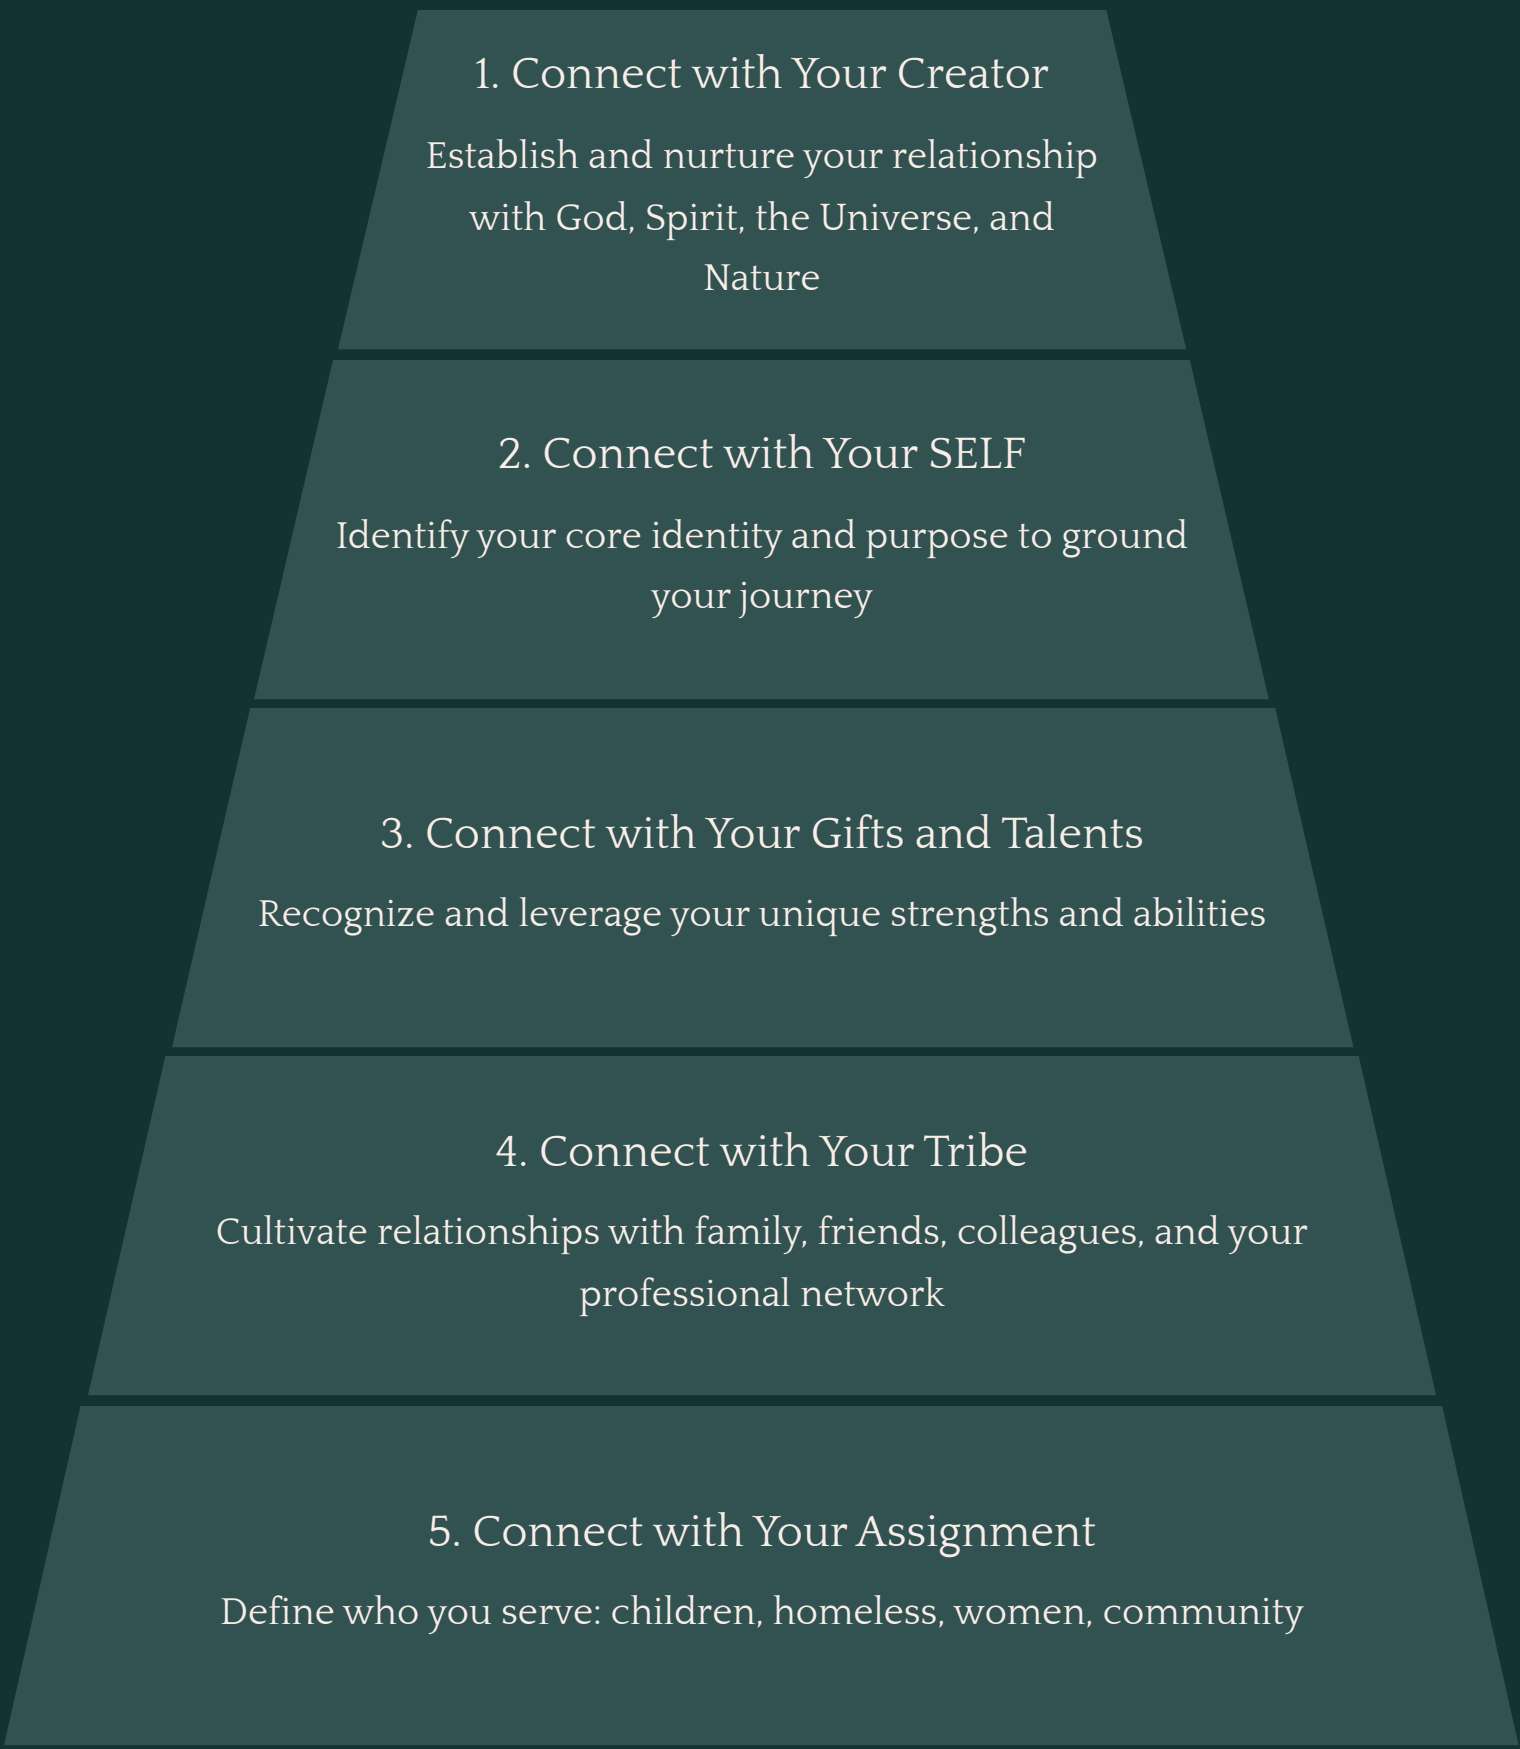 1. Connect with Your Creator
Establish and nurture your relationship
with God, Spirit, the Universe, and
Nature
2. Connect with Your SELF
Identify your core identity and purpose to ground
your journey
3. Connect with Your Gifts and Talents
Recognize and leverage your unique strengths and abilities
4. Connect with Your Tribe
Cultivate relationships with family, friends, colleagues, and your
professional network
5. Connect with Your Assignment
Define who you serve: children, homeless, women, community